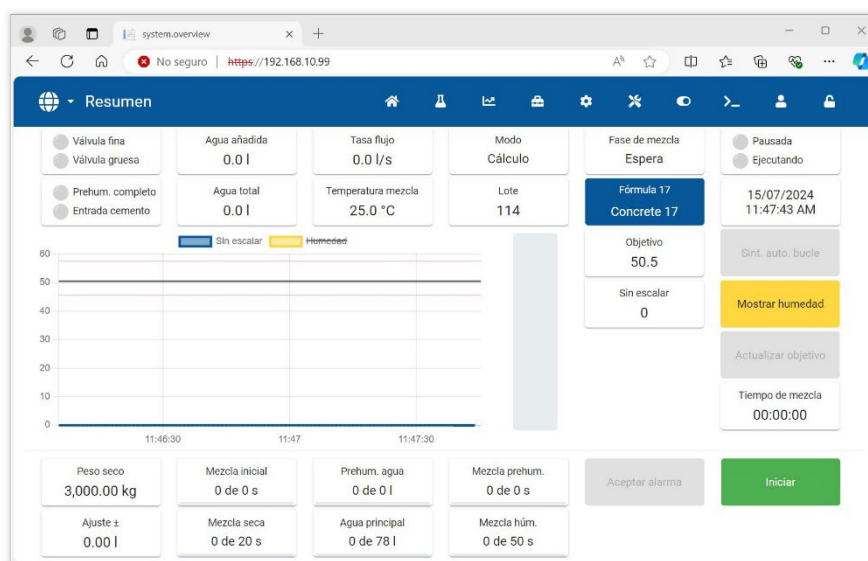 system.overview
No seguro | https://192.168.10.99
Resumen
Válvula fina
Válvula gruesa
Agua añadida
0.0 l
Tasa flujo
0.0 l/s
Modo
Cálculo
Fase de mezcla
Espera
Pausada
Ejecutando
Prehum. completo
Entrada cemento
Agua total
0.0 l
Temperatura mezcla
25.0 °C
Lote
114
Fórmula 17
Concrete 17
15/07/2024
11:47:43 AM
Sin escalar Humedad
60
50
40
30
20
10
0
11:46:30 11:47 11:47:30
Objetivo
50.5
Sin escalar
0
Sint. auto. bucle
Mostrar humedad
Actualizar objetivo
Tiempo de mezcla
00:00:00
Peso seco
3,000.00 kg
Mezcla inicial
0 de 0 s
Prehum. agua
0 de 0 l
Mezcla prehum.
0 de 0 s
Aceptar alarma
Iniciar
Ajuste ±
0.00 l
Mezcla seca
0 de 20 s
Agua principal
0 de 78 l
Mezcla húm.
0 de 50 s